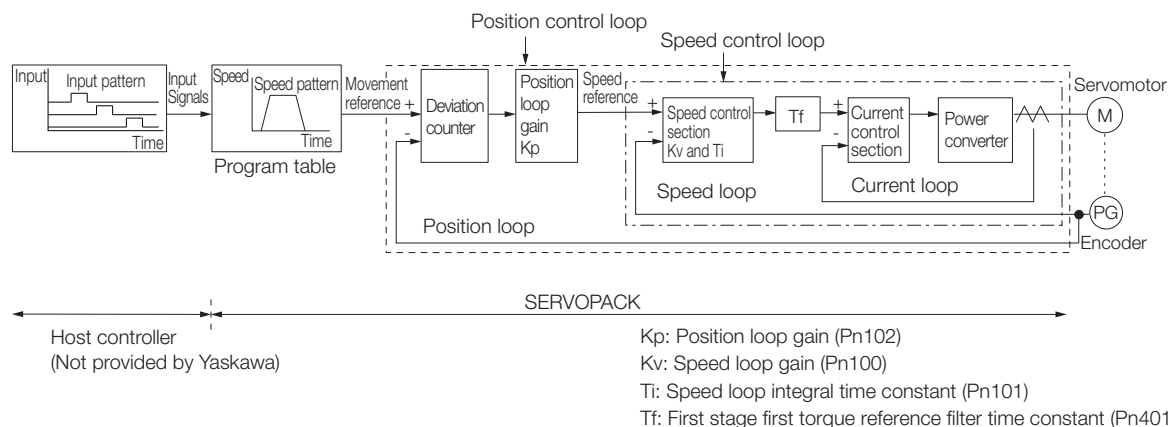 Position control loop
Speed control loop
Input
Input pattern
Time
Input
Signals
Speed
Speed pattern
Time
Program table
Movement
reference
+
-
Deviation
counter
Position
loop
gain
Kp
Speed
reference
+
-
Speed control
section
Kv and Ti
Tf
+
-
Current
control
section
Power
converter
Servomotor
M
Speed loop
Current loop
PG
Position loop
Encoder
SERVOPACK
Host controller
(Not provided by Yaskawa)
Kp: Position loop gain (Pn102)
Kv: Speed loop gain (Pn100)
Ti: Speed loop integral time constant (Pn101)
Tf: First stage first torque reference filter time constant (Pn401